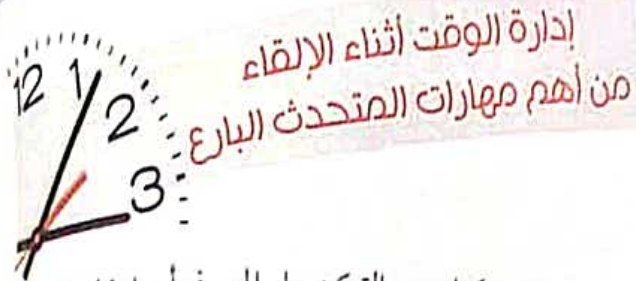 إدارة الوقت أثناء الإلقاء
من أهم مهارات المتحدث البارع
12
1
2
3